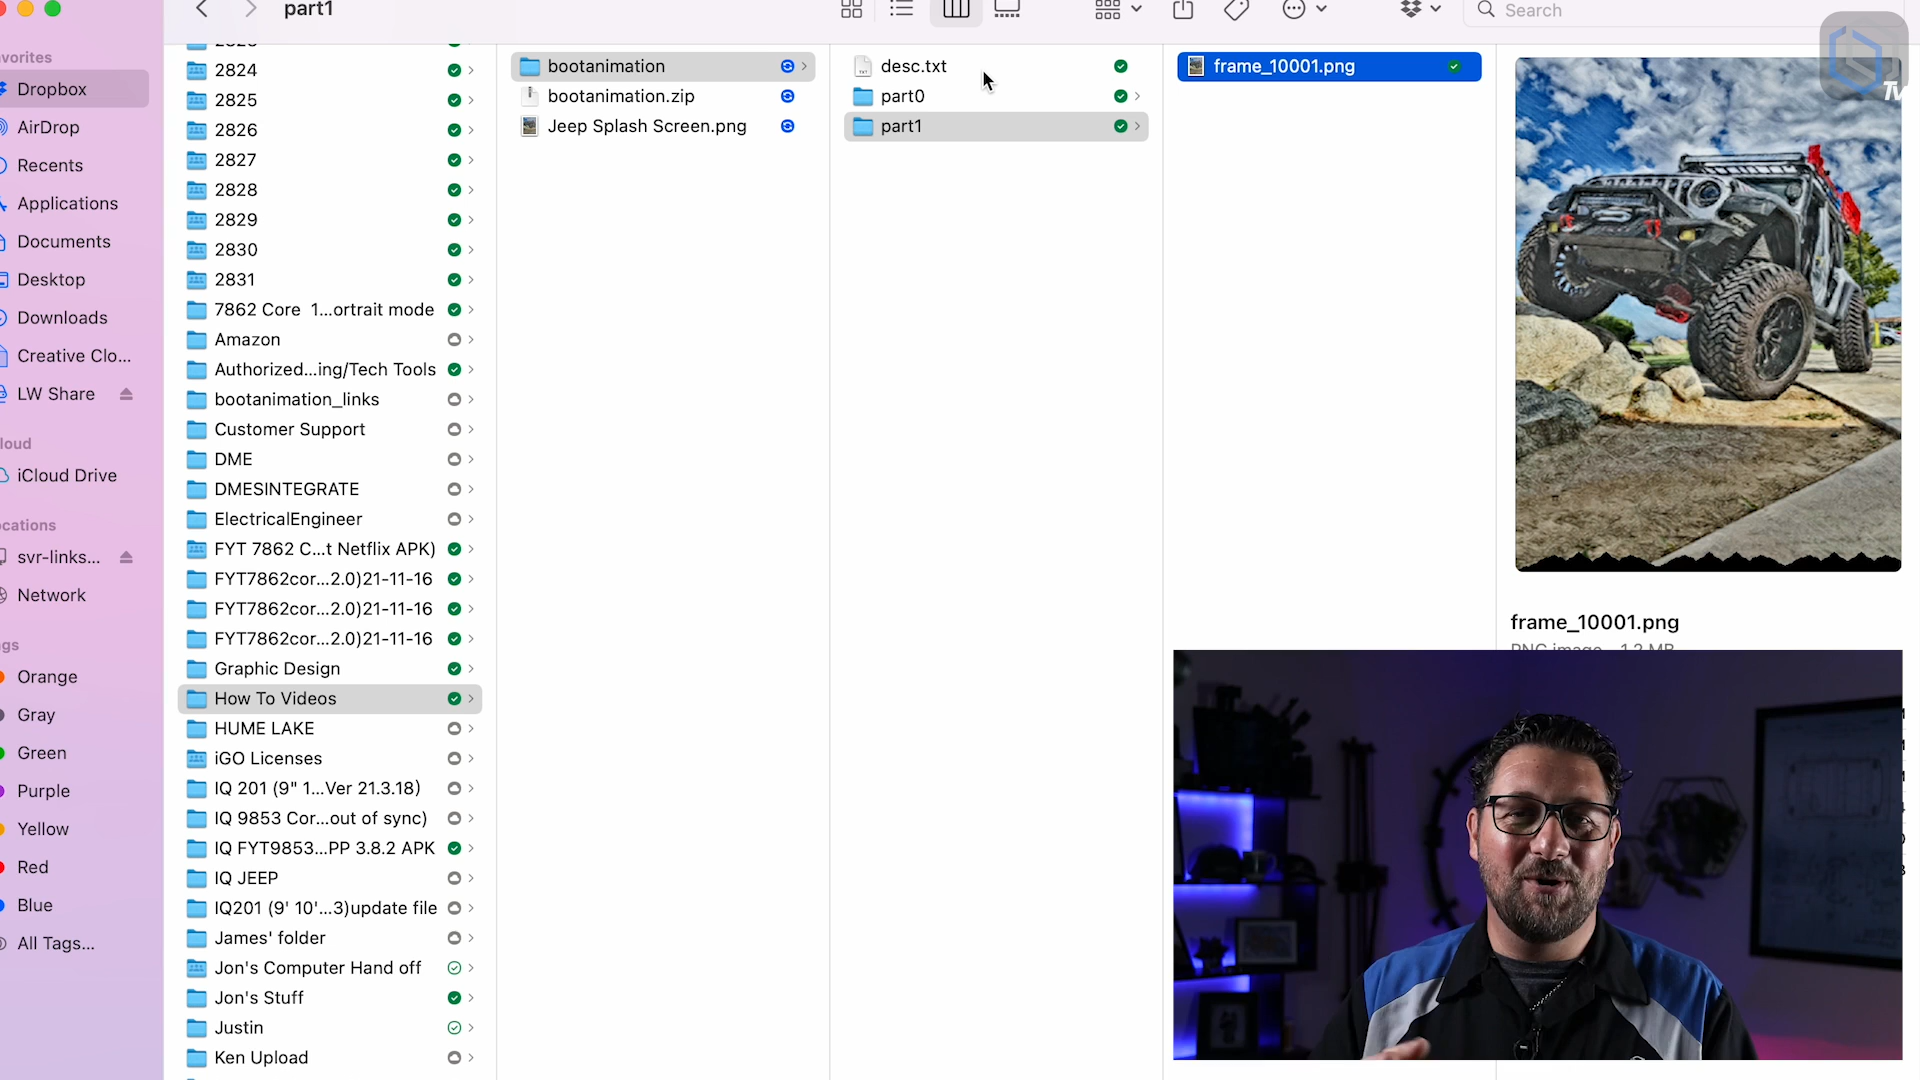 part1
Search
Tv
vorites
Dropbox
AirDrop
Recents
Applications
Documents
Desktop
Downloads
Creative Clo...
LW Share
loud
iCloud Drive
ocations
svr-links...
Network
gs
Orange
Gray
Green
Purple
Yellow
Red
Blue
All Tags...
2824
2825
2826
2827
2828
2829
2830
2831
7862 Core 1...ortrait mode
Amazon
Authorized...ing/Tech Tools
bootanimation_links
Customer Support
DME
DMESINTEGRATE
ElectricalEngineer
FYT 7862 C...t Netflix APK)
FYT7862cor...2.0)21-11-16
FYT7862cor...2.0)21-11-16
FYT7862cor...2.0)21-11-16
Graphic Design
How To Videos
HUME LAKE
iGO Licenses
IQ 201 (9" 1...Ver 21.3.18)
IQ 9853 Cor...out of sync)
IQ FYT9853...PP 3.8.2 APK
IQ JEEP
IQ201 (9' 10'...3)update file
James' folder
Jon's Computer Hand off
Jon's Stuff
Justin
Ken Upload
bootanimation
bootanimation.zip
Jeep Splash Screen.png
desc.txt
part0
part1
frame_10001.png
frame_10001.png
PNG image - 1.2 MB